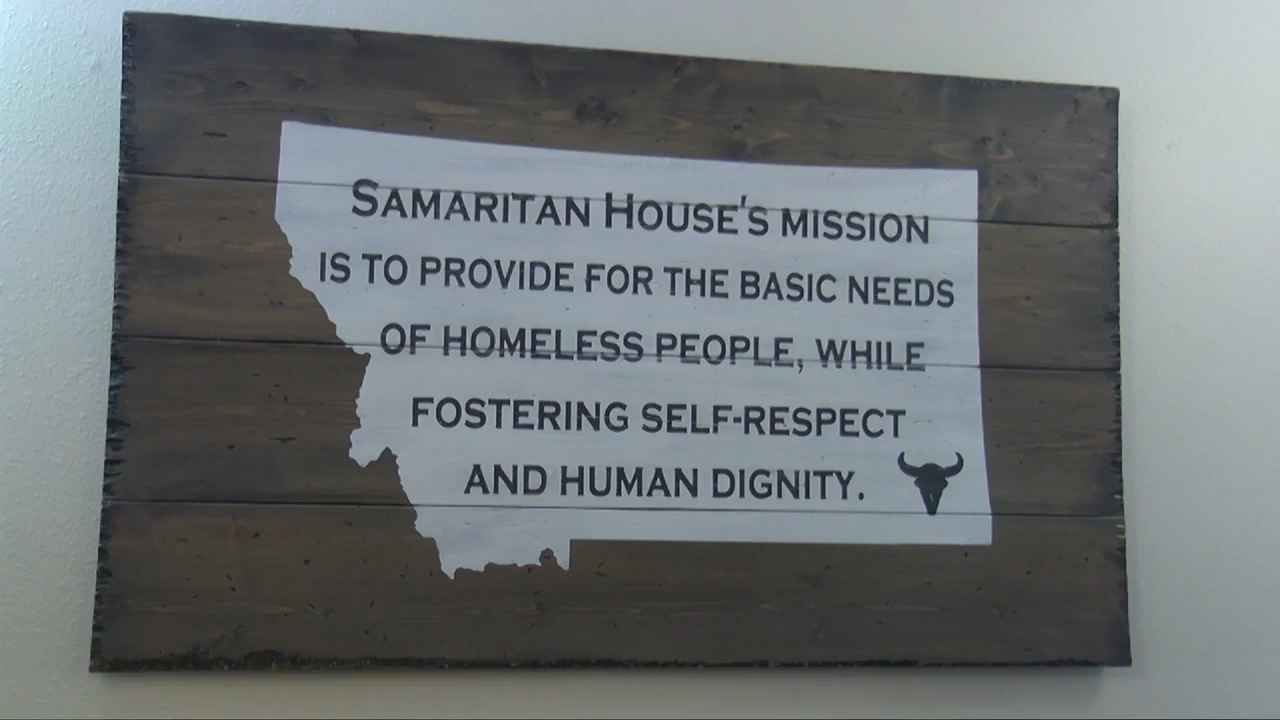 SAMARITAN HOUSE'S MISSION
IS TO PROVIDE FOR THE BASIC NEEDS
OF HOMELESS PEOPLE, WHILE
FOSTERING SELF-RESPECT
AND HUMAN DIGNITY.